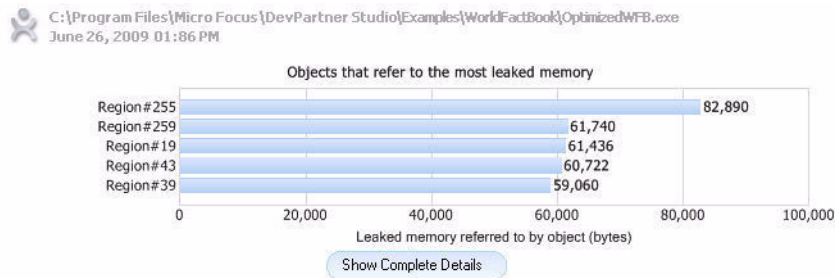 C:\Program Files\Micro Focus\DevPartner Studio\Examples\WorldFactBook\OptimizedWFB.exe
June 26, 2009 01:86 PM
Objects that refer to the most leaked memory
Region#255 82,890
Region#259 61,740
Region#19 61,436
Region#43 60,722
Region#39 59,060
0 20,000 40,000 60,000 80,000 100,000
Leaked memory referred to by object (bytes)
Show Complete Details